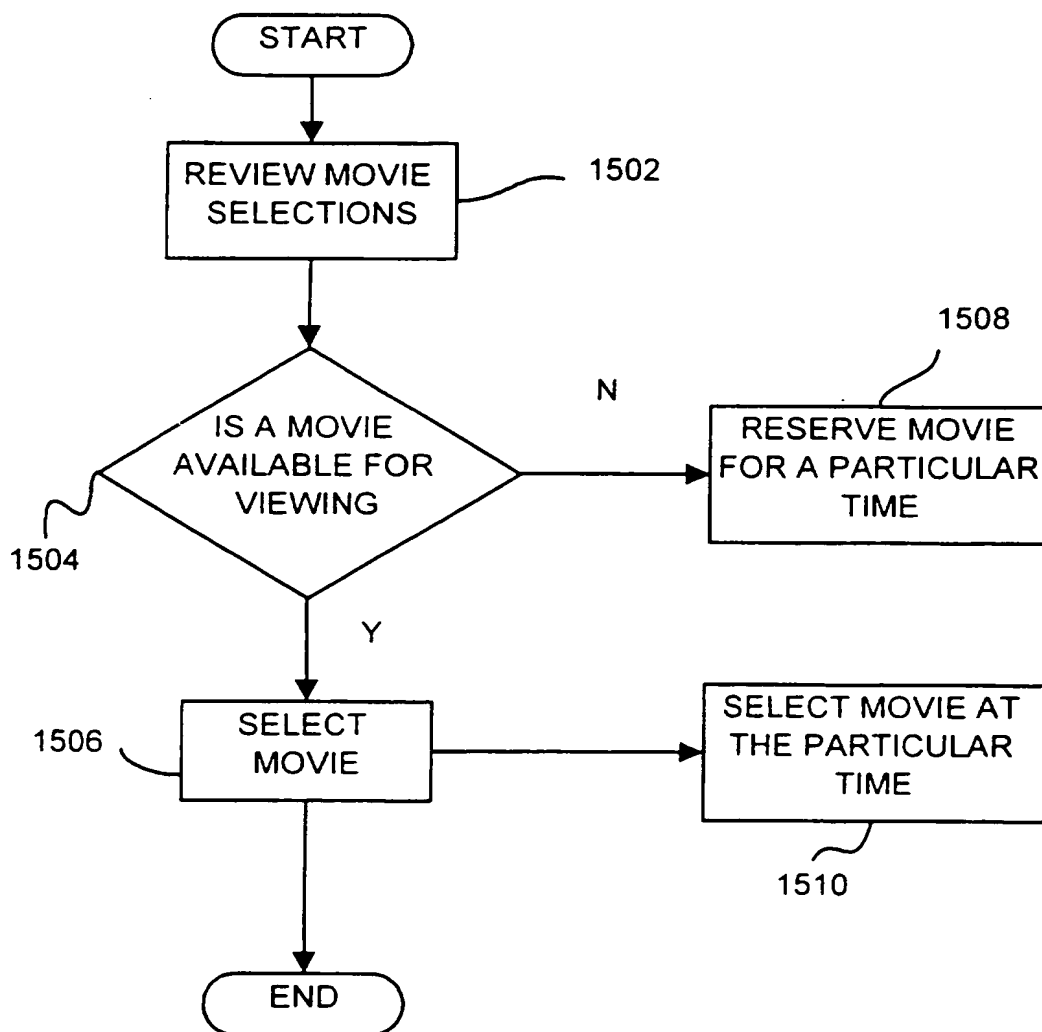 START
REVIEW MOVIE
SELECTIONS
1502
1508
IS A MOVIE
AVAILABLE FOR
VIEWING
N
RESERVE MOVIE
FOR A PARTICULAR
TIME
1504
Y
SELECT
MOVIE
1506
SELECT MOVIE AT
THE PARTICULAR
TIME
1510
END